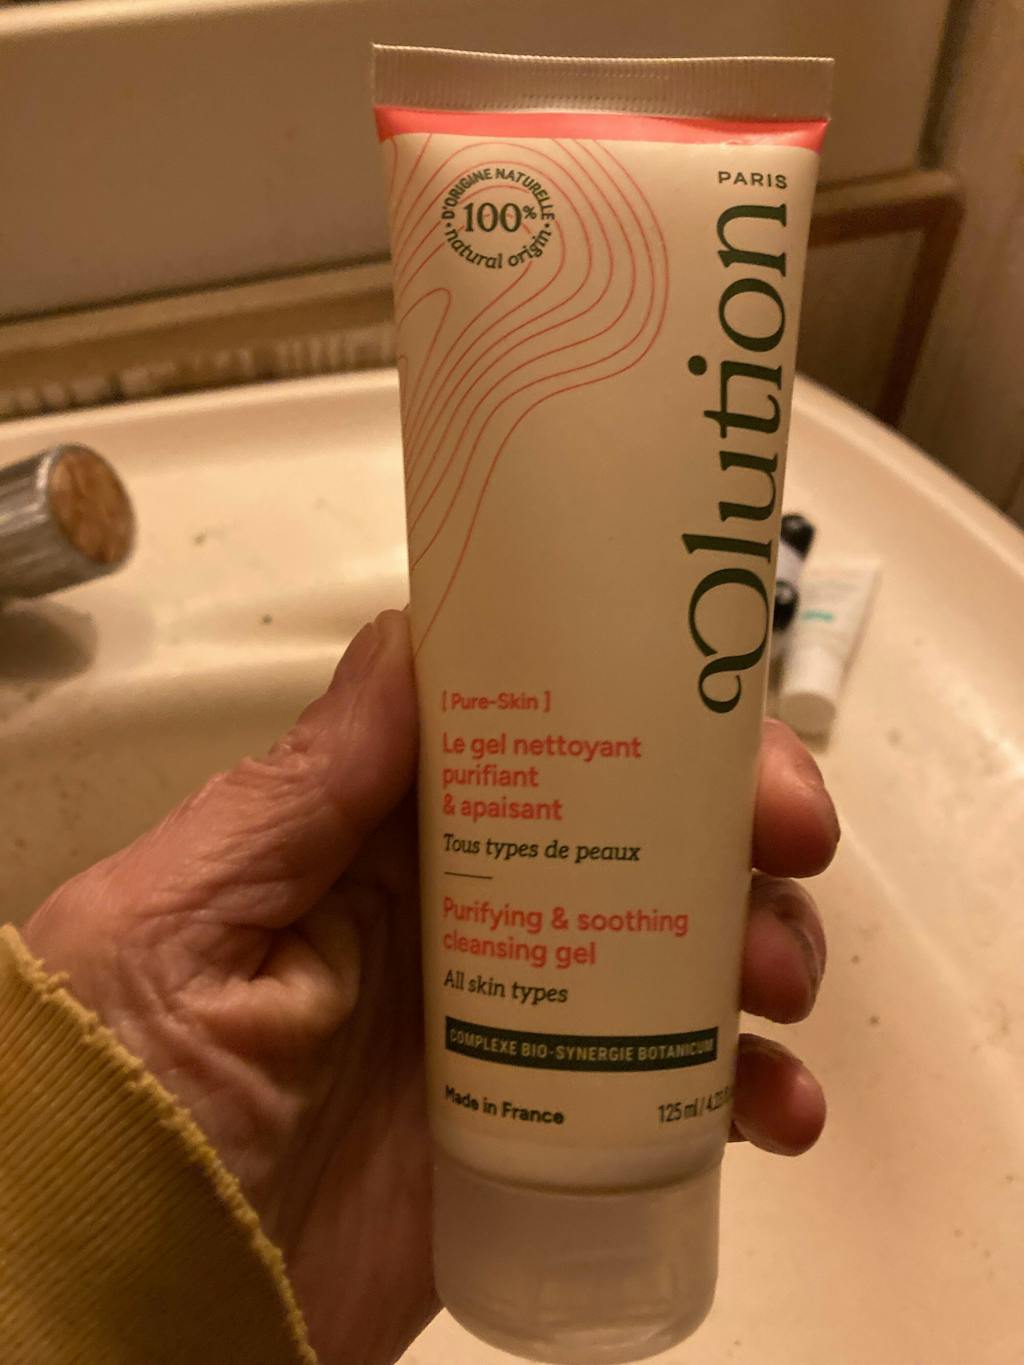 D'ORIGINE NATURELLE
100%
natural origin
PARIS
aOlution
[ Pure-Skin ]
Le gel nettoyant
purifiant
& apaisant
Tous types de peaux
Purifying & soothing
cleansing gel
All skin types
COMPLEXE BIO-SYNERGIE BOTANICUM
Made in France
125 ml /